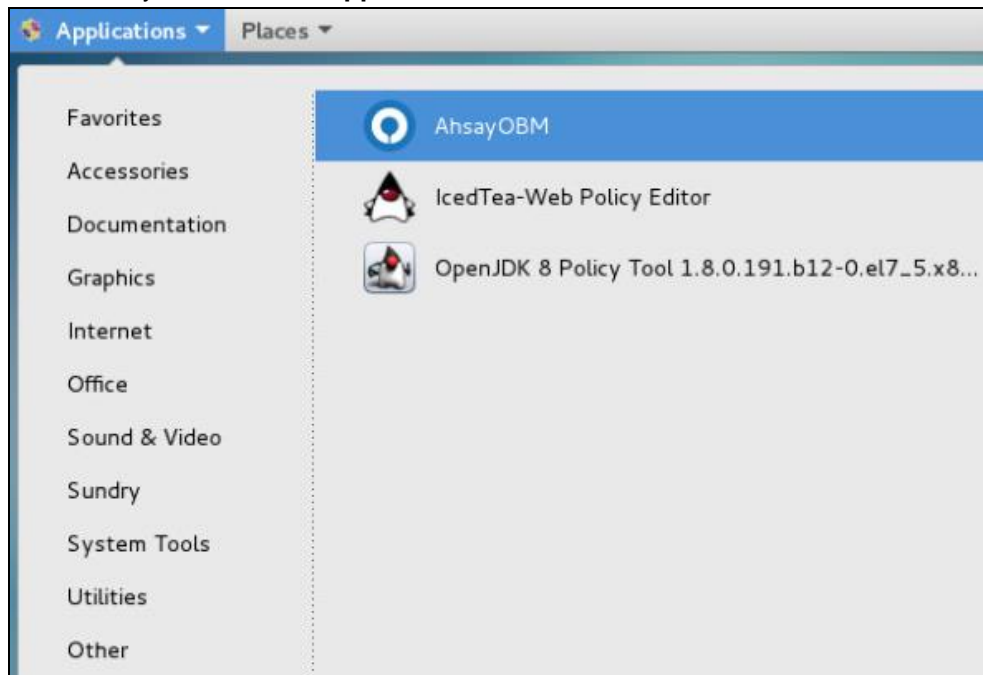 Applications Places
Favorites
Accessories
Documentation
Graphics
Internet
Office
Sound & Video
Sundry
System Tools
Utilities
Other
AhsayOBM
IcedTea-Web Policy Editor
OpenJDK 8 Policy Tool 1.8.0.191.b12-0.el7_5.x8...